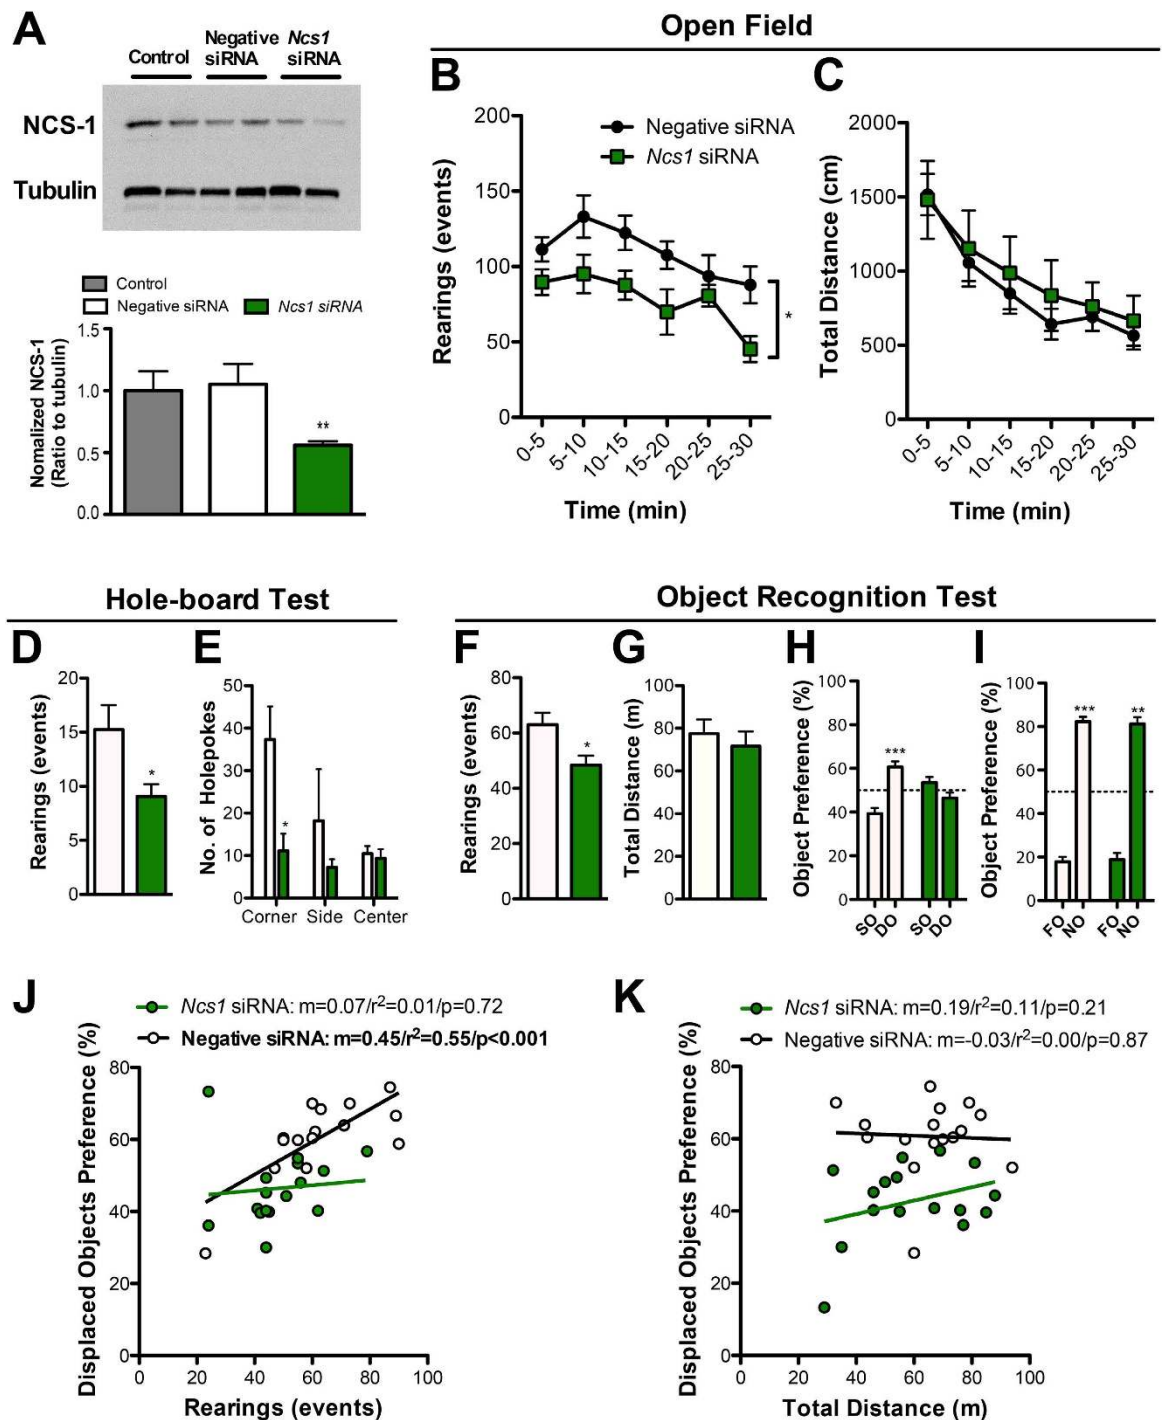 A
Control
Negative siRNA
Ncs1 siRNA
NCS-1
Tubulin
Control
Negative siRNA
Ncs1 siRNA
Nomalized NCS-1
(Ratio to tubulin)
1.5
1.0
0.5
0.0
**
Open Field
B
Rearings (events)
200
150
100
50
0
Negative siRNA
Ncs1 siRNA
*
0-5
5-10
10-15
15-20
20-25
25-30
Time (min)
C
Total Distance (cm)
2000
1500
1000
500
0
0-5
5-10
10-15
15-20
20-25
25-30
Time (min)
Hole-board Test
D
Rearings (events)
20
15
10
5
0
*
E
No. of Holepokes
50
40
30
20
10
0
*
Corner Side Center
Object Recognition Test
F
Rearings (events)
80
60
40
20
0
*
G
Total Distance (m)
100
80
60
40
20
0
H
Object Preference (%)
100
80
60
40
20
0
***
SO DO SO DO
I
Object Preference (%)
100
80
60
40
20
0
***
**
FO NO FO NO
J
Ncs1 siRNA: m=0.07/r²=0.01/p=0.72
Negative siRNA: m=0.45/r²=0.55/p<0.001
Displaced Objects Preference (%)
80
60
40
20
0
0 20 40 60 80 100
Rearings (events)
K
Ncs1 siRNA: m=0.19/r²=0.11/p=0.21
Negative siRNA: m=-0.03/r²=0.00/p=0.87
Displaced Objects Preference (%)
80
60
40
20
0
0 20 40 60 80 100
Total Distance (m)